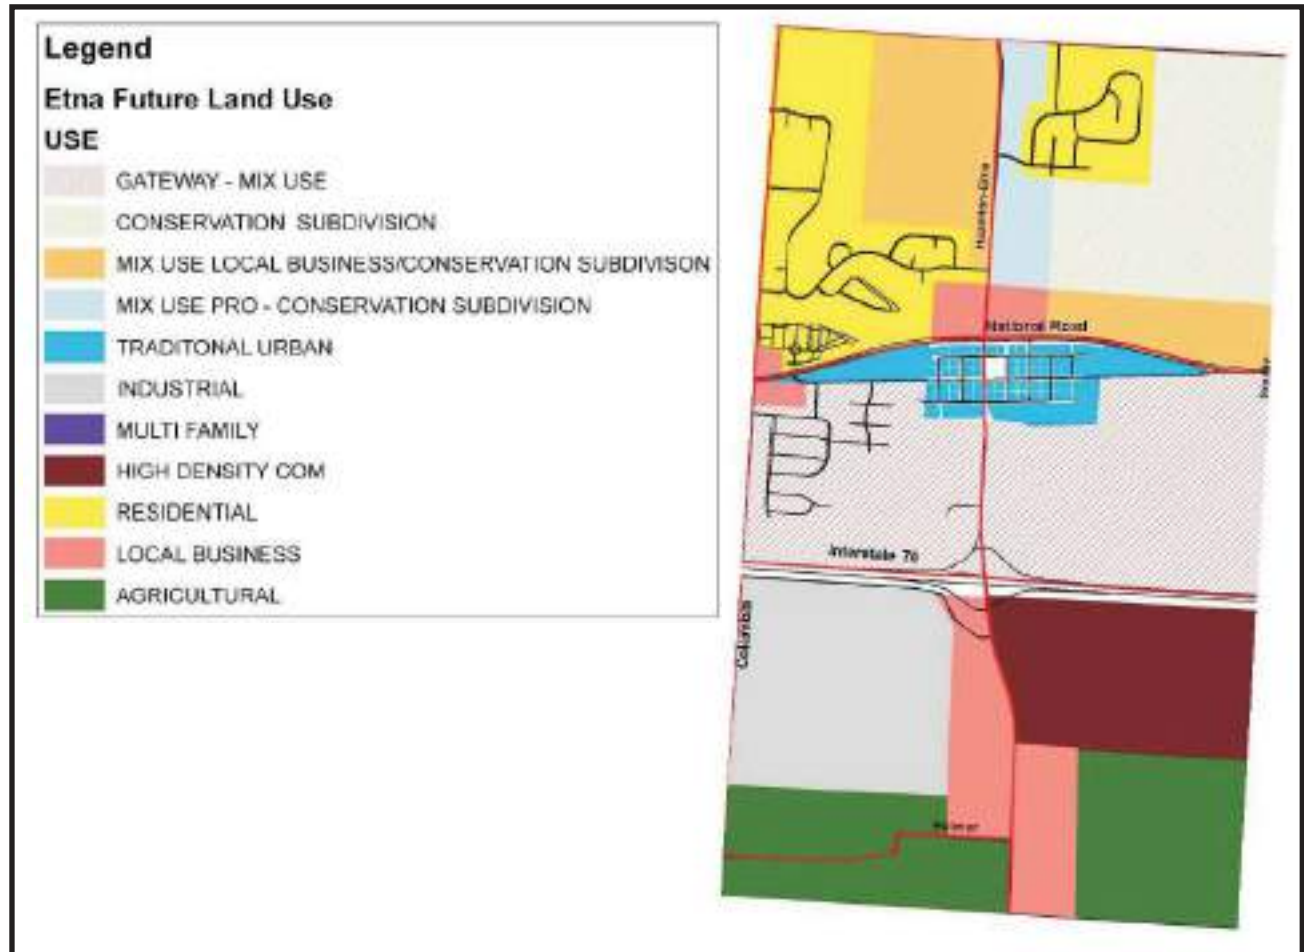 Legend
Etna Future Land Use
USE
GATEWAY - MIX USE
CONSERVATION SUBDIVISION
MIX USE LOCAL BUSINESS/CONSERVATION SUBDIVISON
MIX USE PRO - CONSERVATION SUBDIVISION
TRADITONAL URBAN
INDUSTRIAL
MULTI FAMILY
HIGH DENSITY COM
RESIDENTIAL
LOCAL BUSINESS
AGRICULTURAL
National Road
Interstate 70
Columbia